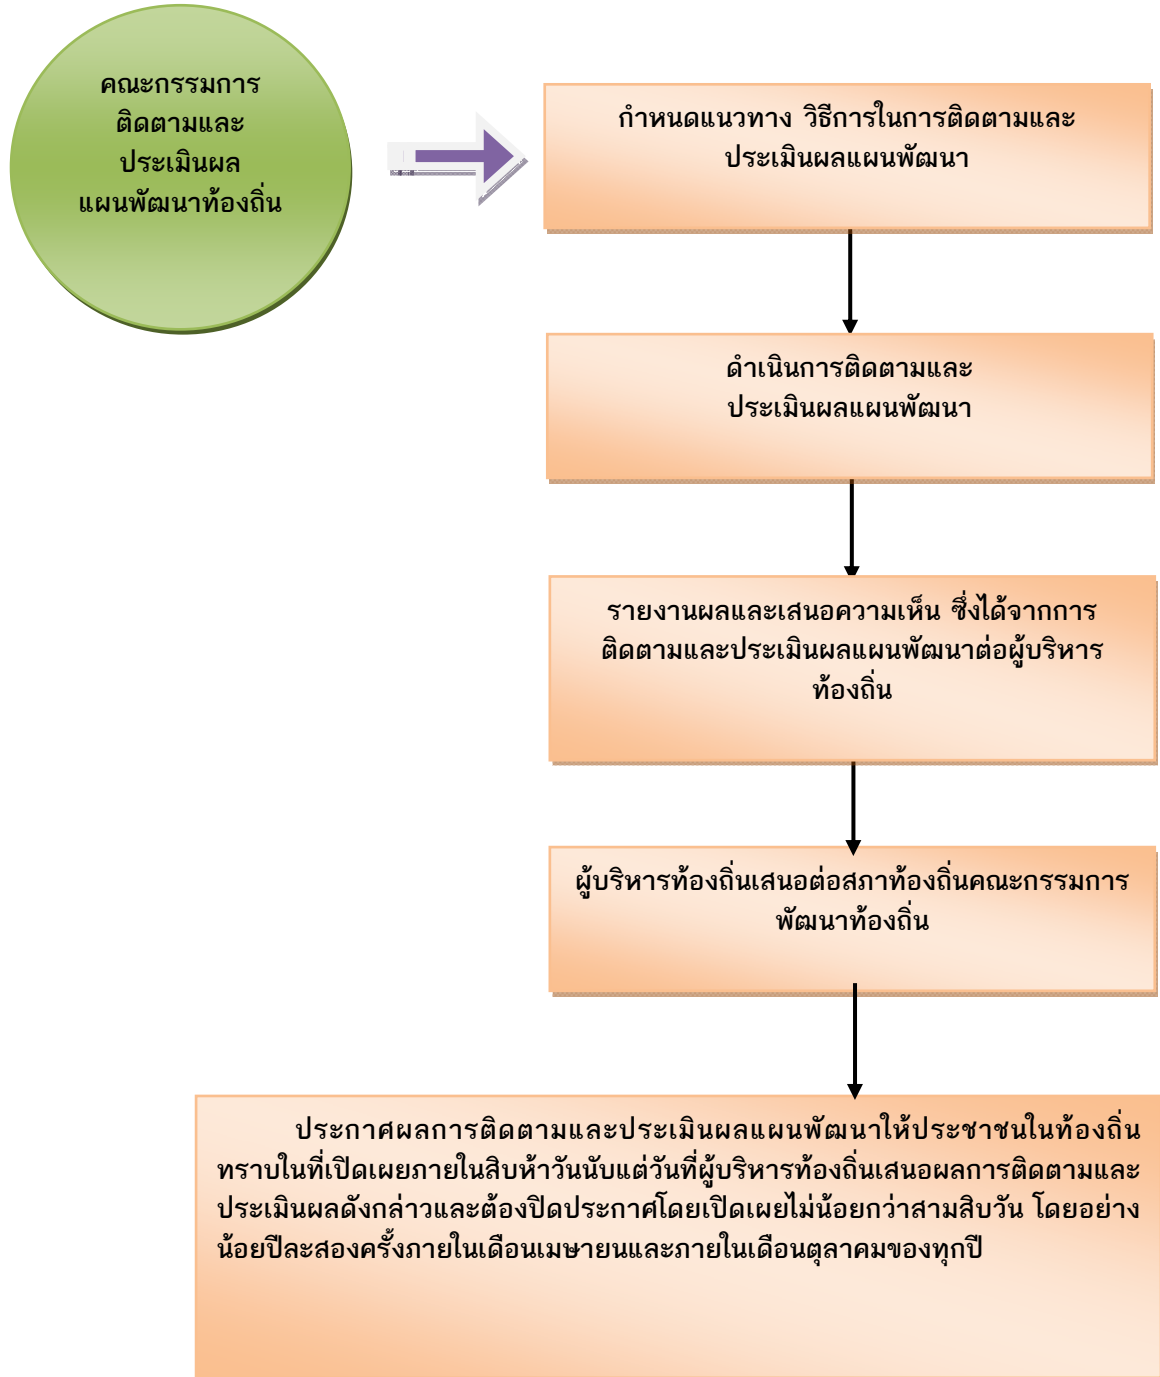 คณะกรรมการ
ติดตามและ
ประเมินผล
แผนพัฒนาท้องถิ่น
กำหนดแนวทาง วิธีการในการติดตามและ
ประเมินผลแผนพัฒนา
ดำเนินการติดตามและ
ประเมินผลแผนพัฒนา
รายงานผลและเสนอความเห็น ซึ่งได้จากการ
ติดตามและประเมินผลแผนพัฒนาต่อผู้บริหาร
ท้องถิ่น
ผู้บริหารท้องถิ่นเสนอต่อสภาท้องถิ่นคณะกรรมการ
พัฒนาท้องถิ่น
ประกาศผลการติดตามและประเมินผลแผนพัฒนาให้ประชาชนในท้องถิ่น
ทราบในที่เปิดเผยภายในสิบห้าวันนับแต่วันที่ผู้บริหารท้องถิ่นเสนอผลการติดตามและ
ประเมินผลดังกล่าวและต้องปิดประกาศโดยเปิดเผยไม่น้อยกว่าสามสิบวัน โดยอย่าง
น้อยปีละสองครั้งภายในเดือนเมษายนและภายในเดือนตุลาคมของทุกปี